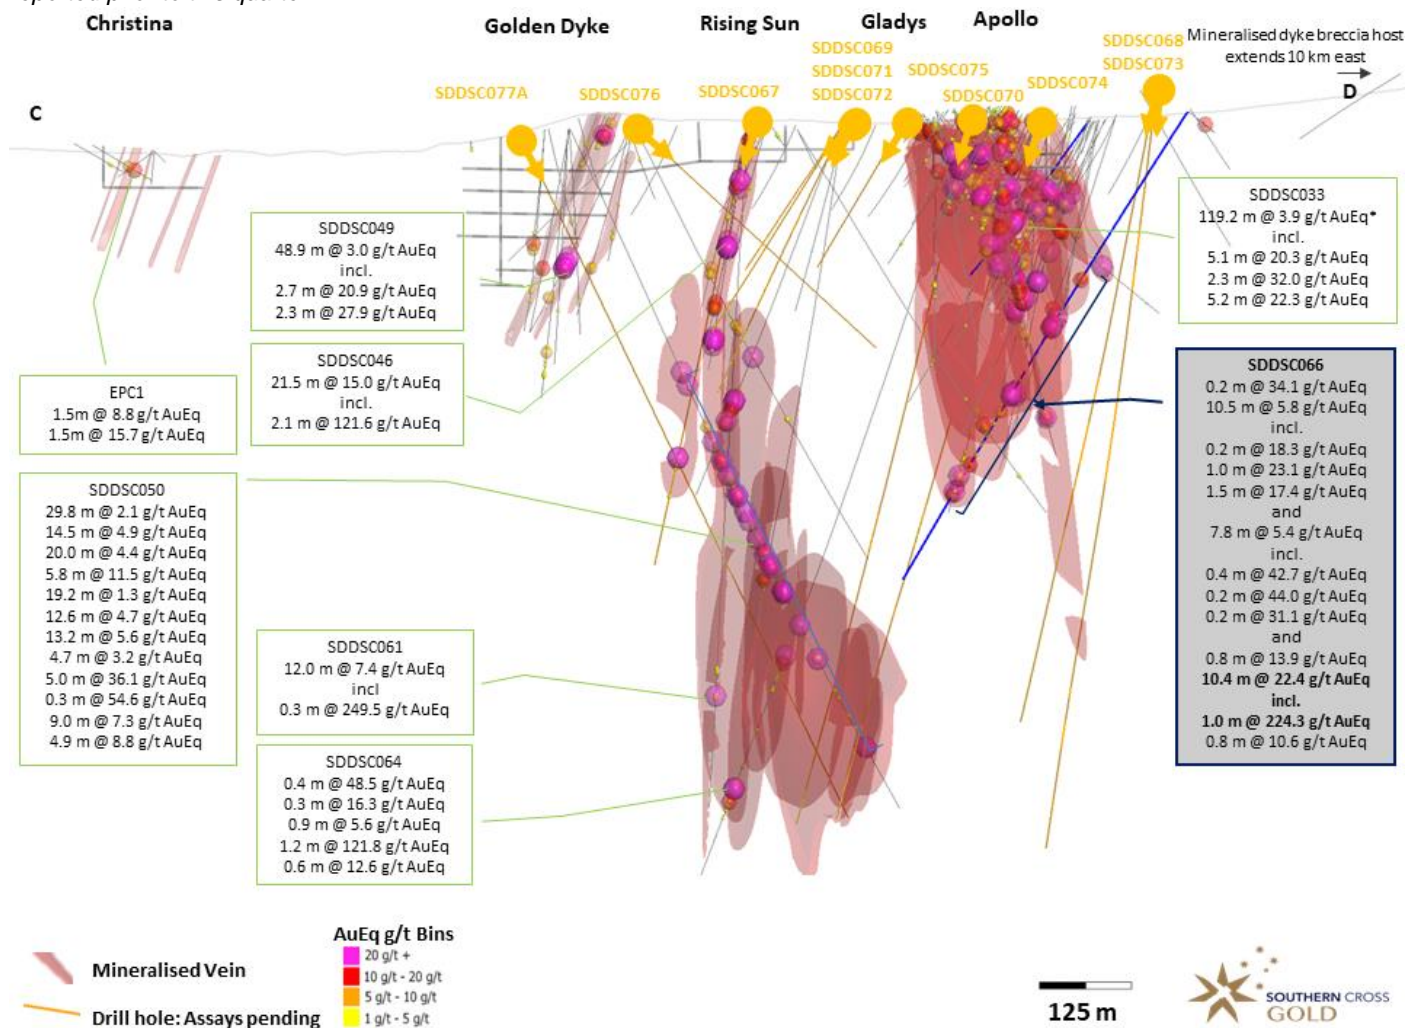 Christina
Golden Dyke
Rising Sun
Gladys
Apollo
Mineralised dyke breccia host
extends 10 km east
SDDSC077A
SDDSC076
SDDSC067
SDDSC069
SDDSC071
SDDSC072
SDDSC075
SDDSC070
SDDSC074
SDDSC068
SDDSC073
C
D
SDDSC049
48.9 m @ 3.0 g/t AuEq
incl.
2.7 m @ 20.9 g/t AuEq
2.3 m @ 27.9 g/t AuEq
SDDSC046
21.5 m @ 15.0 g/t AuEq
incl.
2.1 m @ 121.6 g/t AuEq
EPC1
1.5m @ 8.8 g/t AuEq
1.5m @ 15.7 g/t AuEq
SDDSC050
29.8 m @ 2.1 g/t AuEq
14.5 m @ 4.9 g/t AuEq
20.0 m @ 4.4 g/t AuEq
5.8 m @ 11.5 g/t AuEq
19.2 m @ 1.3 g/t AuEq
12.6 m @ 4.7 g/t AuEq
13.2 m @ 5.6 g/t AuEq
4.7 m @ 3.2 g/t AuEq
5.0 m @ 36.1 g/t AuEq
0.3 m @ 54.6 g/t AuEq
9.0 m @ 7.3 g/t AuEq
4.9 m @ 8.8 g/t AuEq
SDDSC061
12.0 m @ 7.4 g/t AuEq
incl
0.3 m @ 249.5 g/t AuEq
SDDSC064
0.4 m @ 48.5 g/t AuEq
0.3 m @ 16.3 g/t AuEq
0.9 m @ 5.6 g/t AuEq
1.2 m @ 121.8 g/t AuEq
0.6 m @ 12.6 g/t AuEq
SDDSC033
119.2 m @ 3.9 g/t AuEq*
incl.
5.1 m @ 20.3 g/t AuEq
2.3 m @ 32.0 g/t AuEq
5.2 m @ 22.3 g/t AuEq
SDDSC066
0.2 m @ 34.1 g/t AuEq
10.5 m @ 5.8 g/t AuEq
incl.
0.2 m @ 18.3 g/t AuEq
1.0 m @ 23.1 g/t AuEq
1.5 m @ 17.4 g/t AuEq
and
7.8 m @ 5.4 g/t AuEq
incl.
0.4 m @ 42.7 g/t AuEq
0.2 m @ 44.0 g/t AuEq
0.2 m @ 31.1 g/t AuEq
and
0.8 m @ 13.9 g/t AuEq
10.4 m @ 22.4 g/t AuEq
incl.
1.0 m @ 224.3 g/t AuEq
0.8 m @ 10.6 g/t AuEq
Mineralised Vein
Drill hole: Assays pending
AuEq g/t Bins
20 g/t +
10 g/t - 20 g/t
5 g/t - 10 g/t
1 g/t - 5 g/t
125 m
SOUTHERN CROSS
GOLD